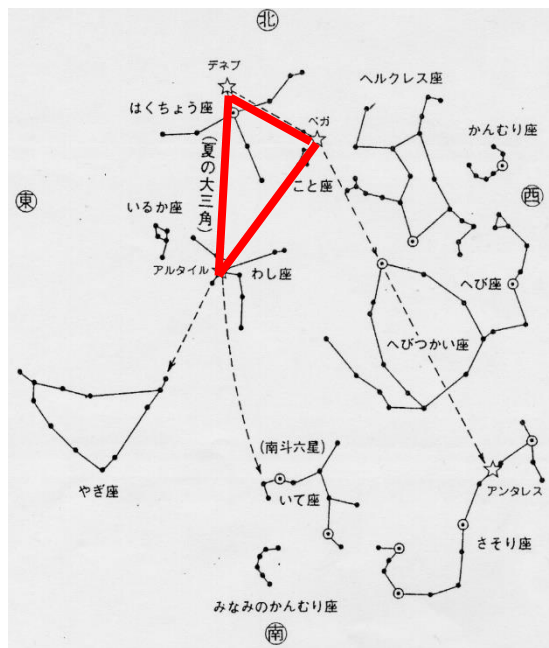 北
デネブ
ヘルクレス座
はくちょう座
ベガ
かんむり座
(夏の大三角)
こと座
東
西
いるか座
アルタイル
わし座
へび座
へびつかい座
(南斗六星)
やぎ座
いて座
アンタレス
さそり座
みなみのかんむり座
南